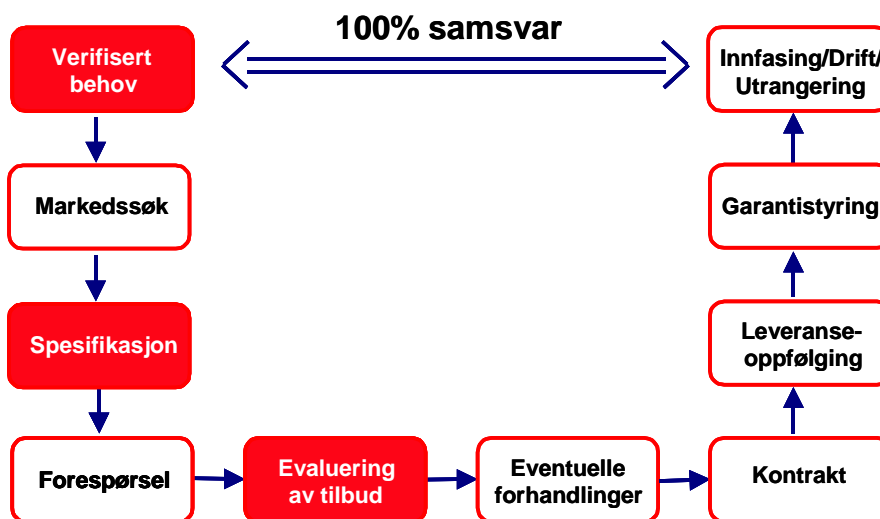 100% samsvar
Verifisert
behov
Markedssøk
Spesifikasjon
Forespørsel
Evaluering
av tilbud
Eventuelle
forhandlinger
Kontrakt
Leveranse-
oppfølging
Garantistyring
Innfasing/Drift/
Utrangering